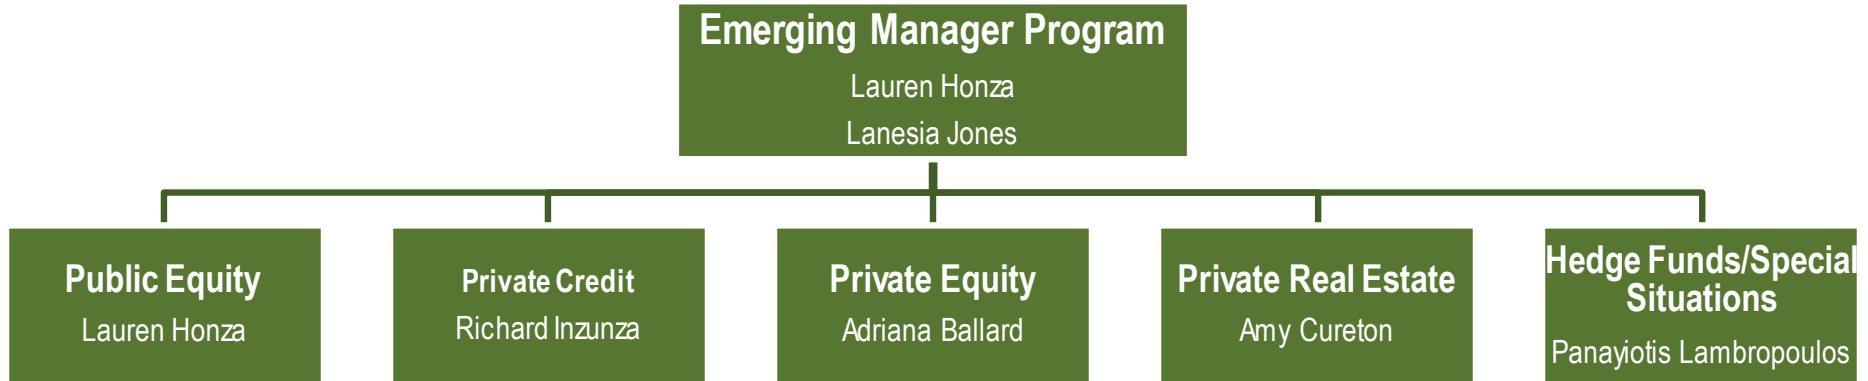 Emerging Manager Program
Lauren Honza
Lanesia Jones
Public Equity
Lauren Honza
Private Credit
Richard Inzunza
Private Equity
Adriana Ballard
Private Real Estate
Amy Cureton
Hedge Funds/Special
Situations
Panayiotis Lambropoulos